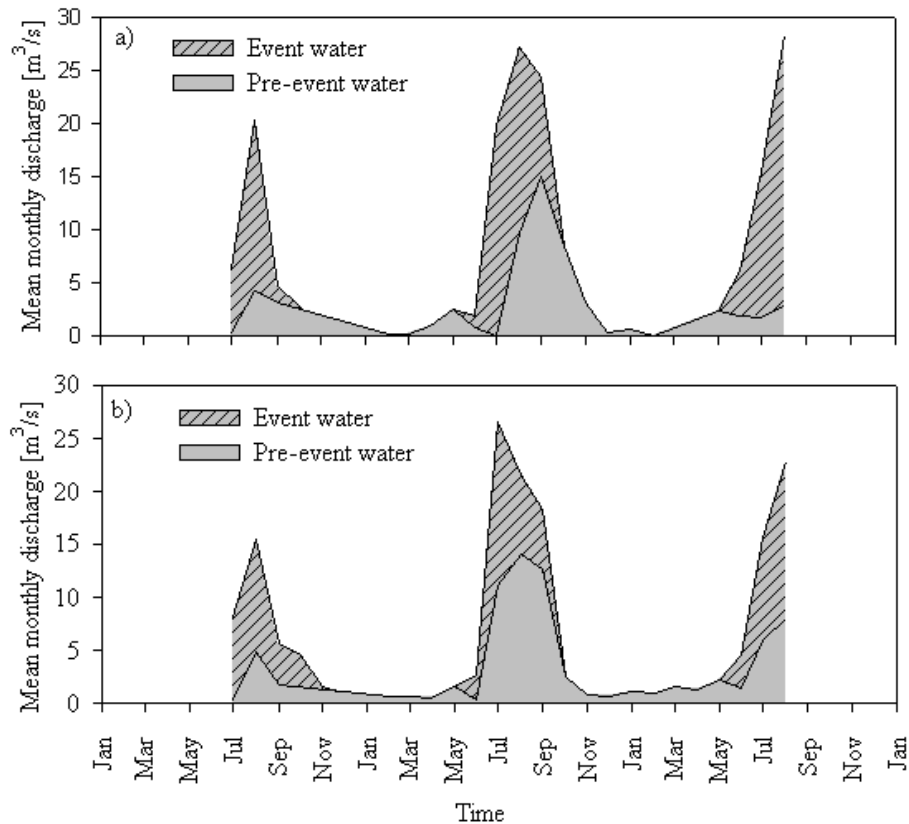 a)
Event water
Pre-event water
Mean monthly discharge [m³/s]
30
25
20
15
10
5
0
b)
Event water
Pre-event water
Mean monthly discharge [m³/s]
30
25
20
15
10
5
0
Jan Mar May Jul Sep Nov Jan Mar May Jul Sep Nov Jan Mar May Jul Sep Nov Jan
Time